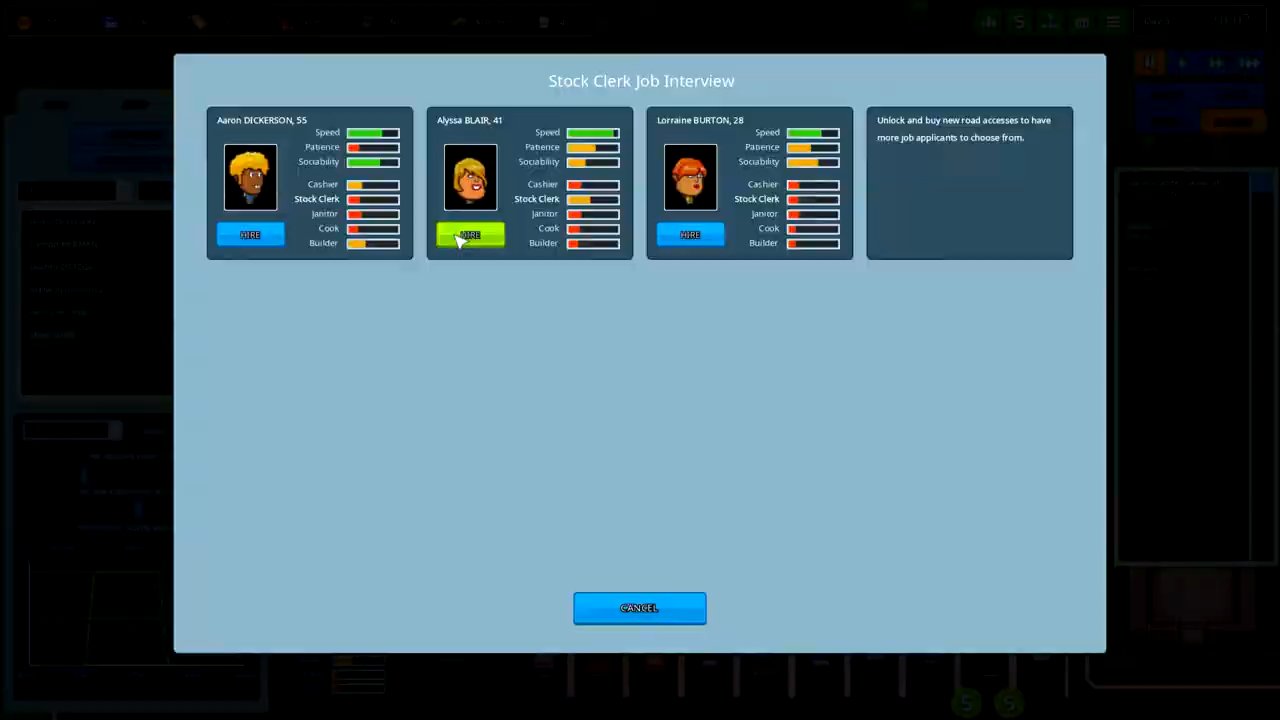 Stock Clerk Job Interview
Aaron DICKERSON, 55
Speed
Patience
Sociability
Cashier
Stock Clerk
Janitor
Cook
Builder
HIRE
Alyssa BLAIR, 41
Speed
Patience
Sociability
Cashier
Stock Clerk
Janitor
Cook
Builder
HIRE
Lorraine BURTON, 28
Speed
Patience
Sociability
Cashier
Stock Clerk
Janitor
Cook
Builder
HIRE
Unlock and buy new road accesses to have
more job applicants to choose from.
CANCEL